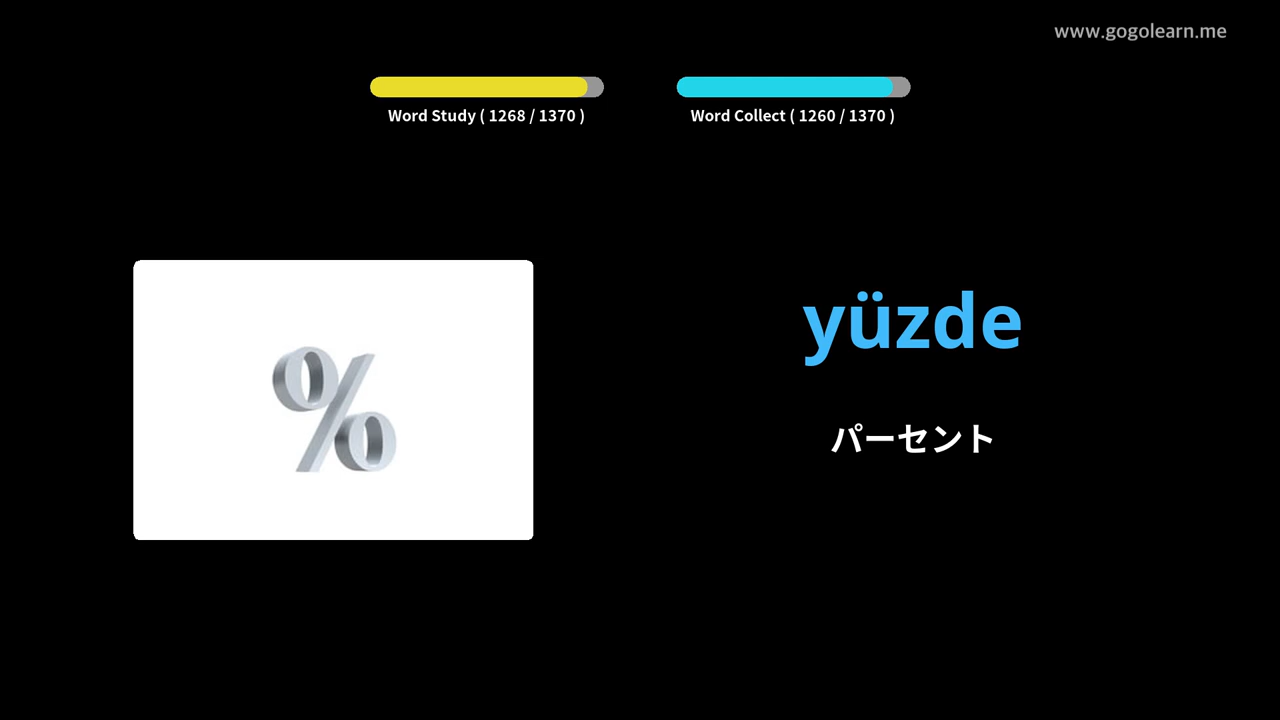 www.gogolearn.me
Word Study ( 1268 / 1370 )
Word Collect ( 1260 / 1370 )
%
yüzde
パーセント